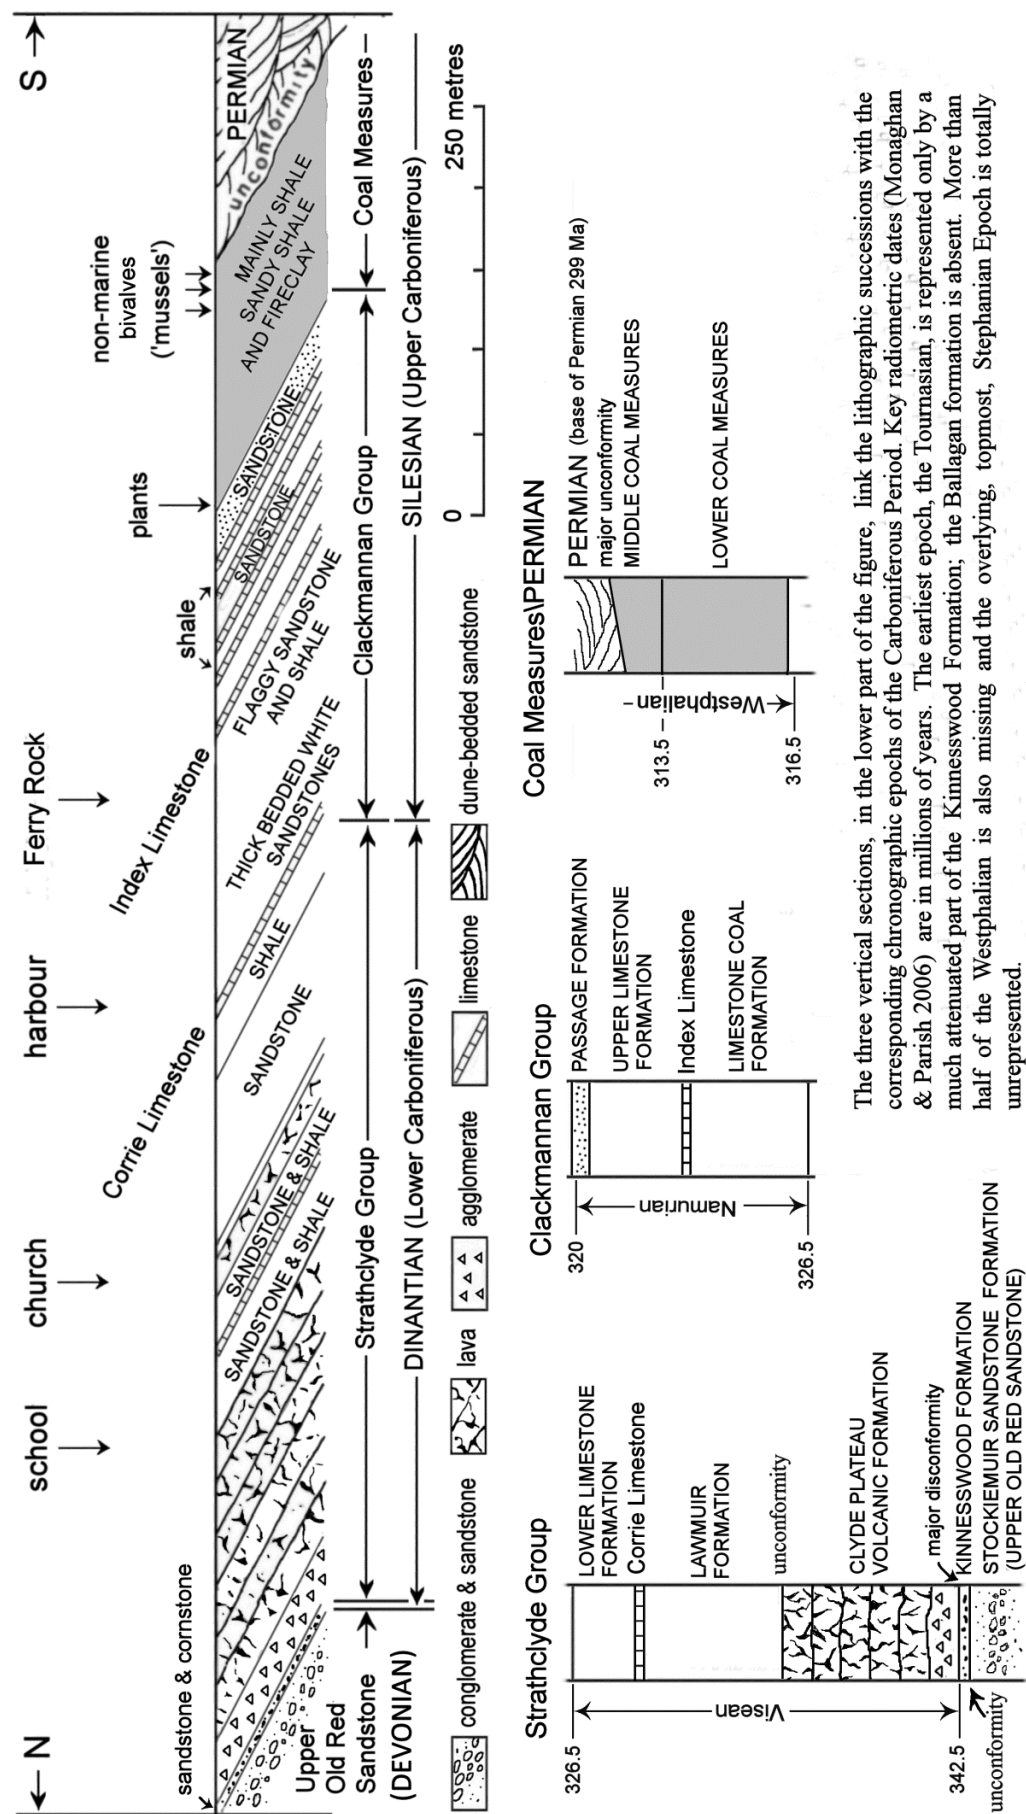 N
S
school
church
harbour
Ferry Rock
sandstone & cornstone
Corrie Limestone
Index Limestone
shale
plants
non-marine
bivalves
('mussels')
SANDSTONE & SHALE
SANDSTONE & SHALE
SANDSTONE
SHALE
THICK BEDDED WHITE
SANDSTONES
FLAGGY SANDSTONE
AND SHALE
SANDSTONE
SANDSTONE
MAINLY SHALE
SANDY SHALE
AND FIRECLAY
unconformity
PERMIAN
Upper
Old Red
Sandstone
(DEVONIAN)
Strathclyde Group
Clackmannan Group
Coal Measures
DINANTIAN (Lower Carboniferous)
SILESIAN (Upper Carboniferous)
0
250 metres
conglomerate & sandstone
lava
agglomerate
limestone
dune-bedded sandstone
Strathclyde Group
326.5
Visean
342.5
unconformity
LOWER LIMESTONE
FORMATION
Corrie Limestone
LAWMUIR
FORMATION
unconformity
CLYDE PLATEAU
VOLCANIC FORMATION
major disconformity
KINNESSWOOD FORMATION
STOCKIEMUIR SANDSTONE FORMATION
(UPPER OLD RED SANDSTONE)
Clackmannan Group
320
Namurian
326.5
PASSAGE FORMATION
UPPER LIMESTONE
FORMATION
Index Limestone
LIMESTONE COAL
FORMATION
Coal Measures\PERMIAN
Westphalian
313.5
316.5
PERMIAN (base of Permian 299 Ma)
major unconformity
MIDDLE COAL MEASURES
LOWER COAL MEASURES
The three vertical sections, in the lower part of the figure, link the lithographic successions with the
corresponding chronographic epochs of the Carboniferous Period. Key radiometric dates (Monaghan
& Parish 2006) are in millions of years. The earliest epoch, the Tournasian, is represented only by a
much attenuated part of the Kinnesswood Formation; the Ballagan formation is absent. More than
half of the Westphalian is also missing and the overlying, topmost, Stephanian Epoch is totally
unrepresented.